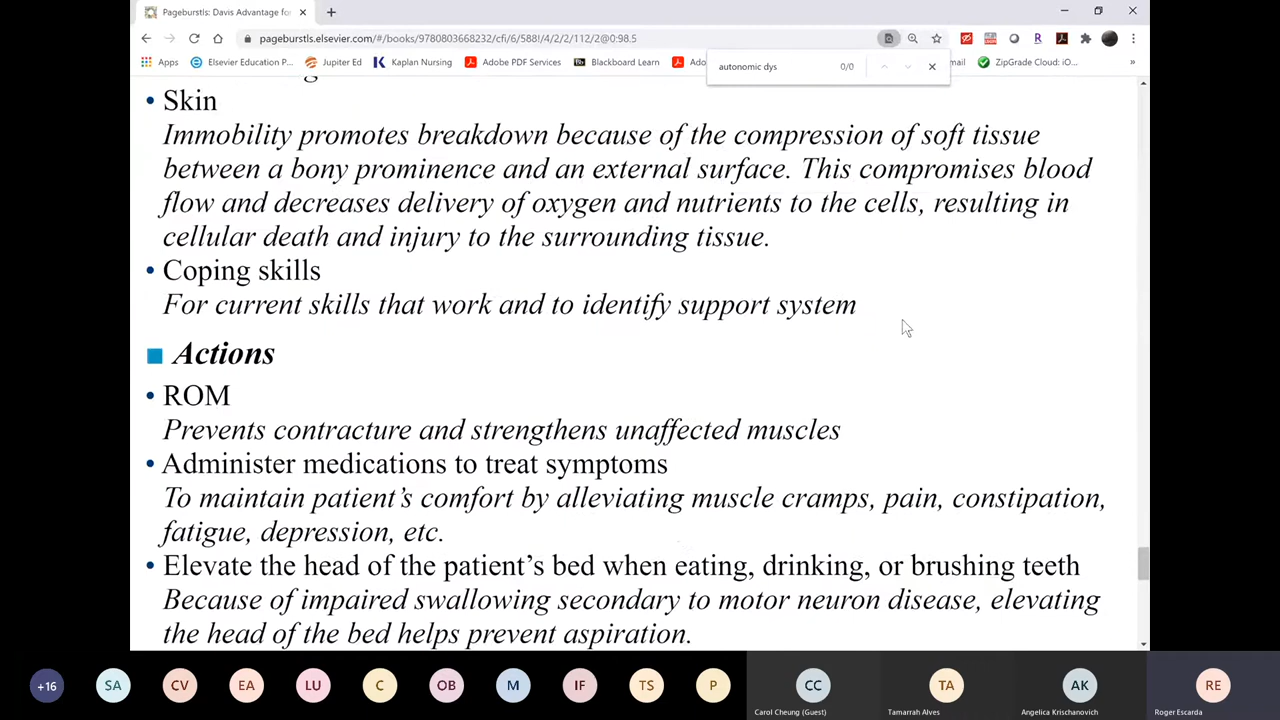 Pageburstls: Davis Advantage for
pageburstls.elsevier.com/#/books/9780803668232/cfi/6/588!/4/2/2/112/2@0:98.5
Apps Elsevier Education P... Jupiter Ed Kaplan Nursing Adobe PDF Services Blackboard Learn Ado mail ZipGrade Cloud: iO... »
autonomic dys 0/0
• Skin
Immobility promotes breakdown because of the compression of soft tissue
between a bony prominence and an external surface. This compromises blood
flow and decreases delivery of oxygen and nutrients to the cells, resulting in
cellular death and injury to the surrounding tissue.
• Coping skills
For current skills that work and to identify support system
■ Actions
• ROM
Prevents contracture and strengthens unaffected muscles
• Administer medications to treat symptoms
To maintain patient’s comfort by alleviating muscle cramps, pain, constipation,
fatigue, depression, etc.
• Elevate the head of the patient’s bed when eating, drinking, or brushing teeth
Because of impaired swallowing secondary to motor neuron disease, elevating
the head of the bed helps prevent aspiration.
+16 SA CV EA LU C OB M IF TS P CC TA AK RE
Carol Cheung (Guest) Tamarrah Alves Angelica Krischanovich Roger Escarda